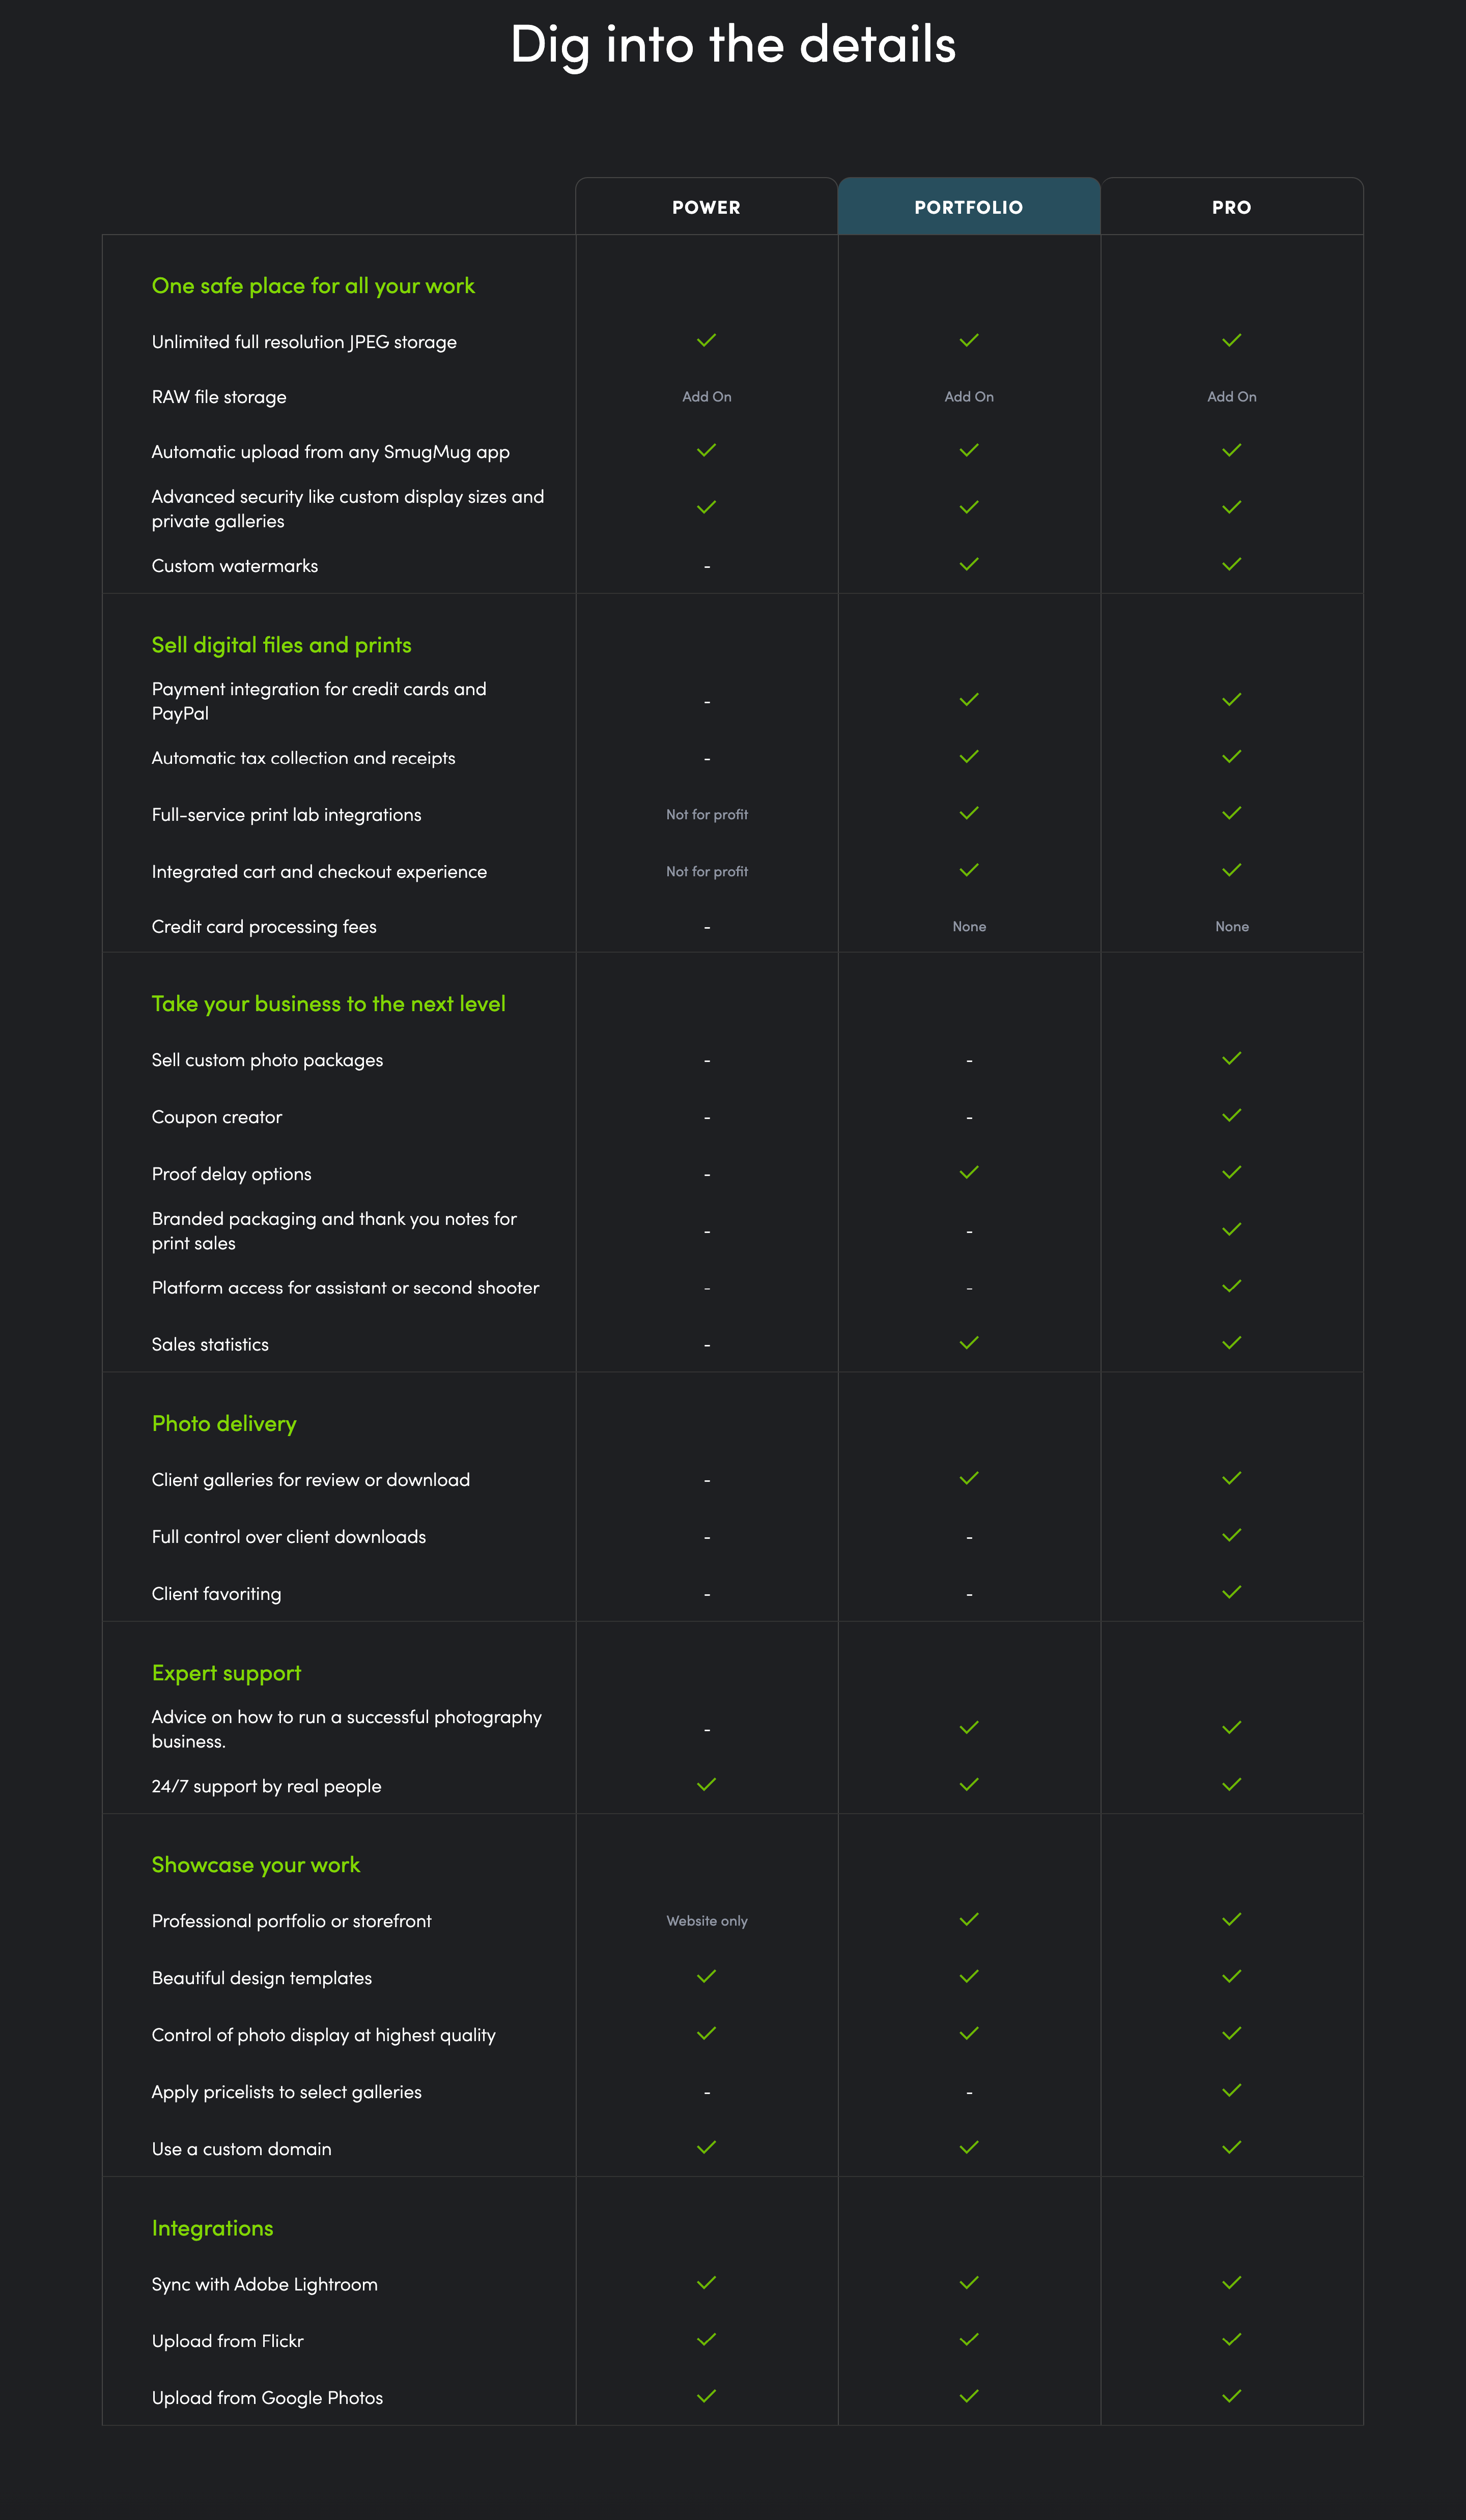 Dig into the details
POWER PORTFOLIO PRO
One safe place for all your work
Unlimited full resolution JPEG storage
RAW file storage Add On Add On Add On
Automatic upload from any SmugMug app
Advanced security like custom display sizes and
private galleries
Custom watermarks -
Sell digital files and prints
Payment integration for credit cards and
PayPal -
Automatic tax collection and receipts -
Full-service print lab integrations Not for profit
Integrated cart and checkout experience Not for profit
Credit card processing fees - None None
Take your business to the next level
Sell custom photo packages - -
Coupon creator - -
Proof delay options -
Branded packaging and thank you notes for
print sales - -
Platform access for assistant or second shooter - -
Sales statistics -
Photo delivery
Client galleries for review or download -
Full control over client downloads - -
Client favoriting - -
Expert support
Advice on how to run a successful photography
business. -
24/7 support by real people
Showcase your work
Professional portfolio or storefront Website only
Beautiful design templates
Control of photo display at highest quality
Apply pricelists to select galleries - -
Use a custom domain
Integrations
Sync with Adobe Lightroom
Upload from Flickr
Upload from Google Photos